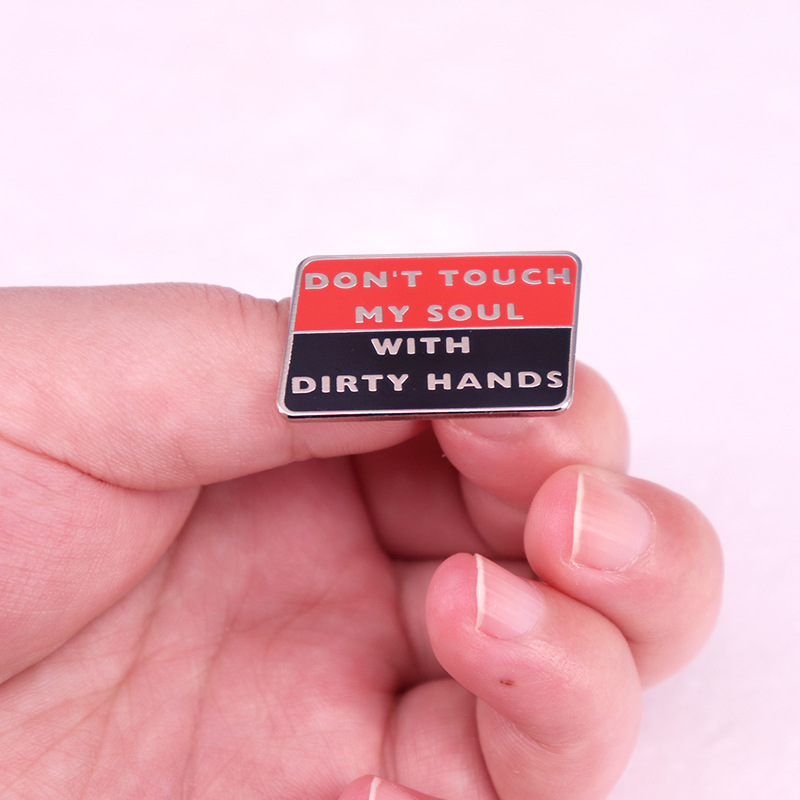 DON'T TOUCH
MY SOUL
WITH
DIRTY HANDS